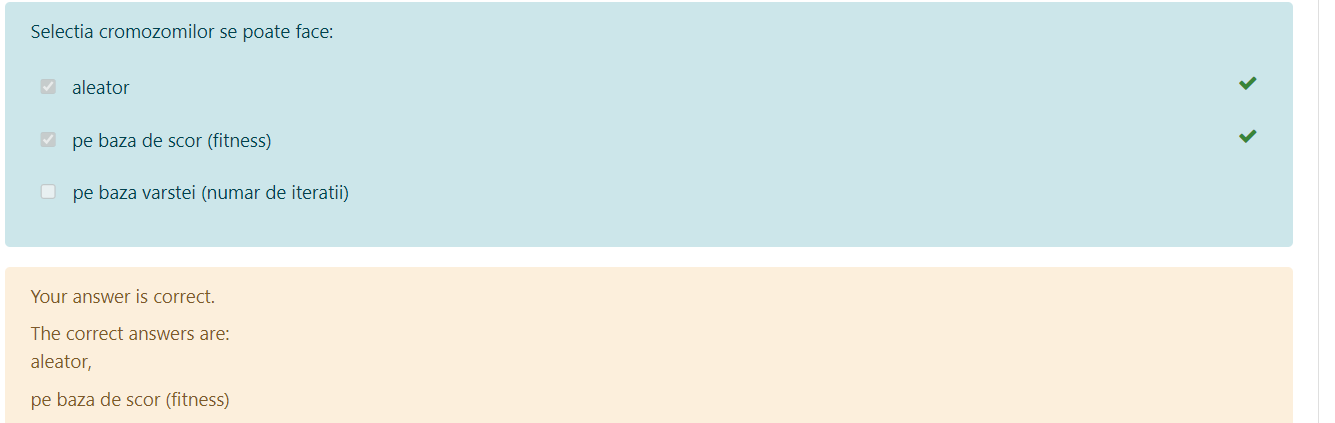 Selectia cromozomilor se poate face:
aleator
pe baza de scor (fitness)
pe baza varstei (numar de iteratii)
Your answer is correct.
The correct answers are:
aleator,
pe baza de scor (fitness)